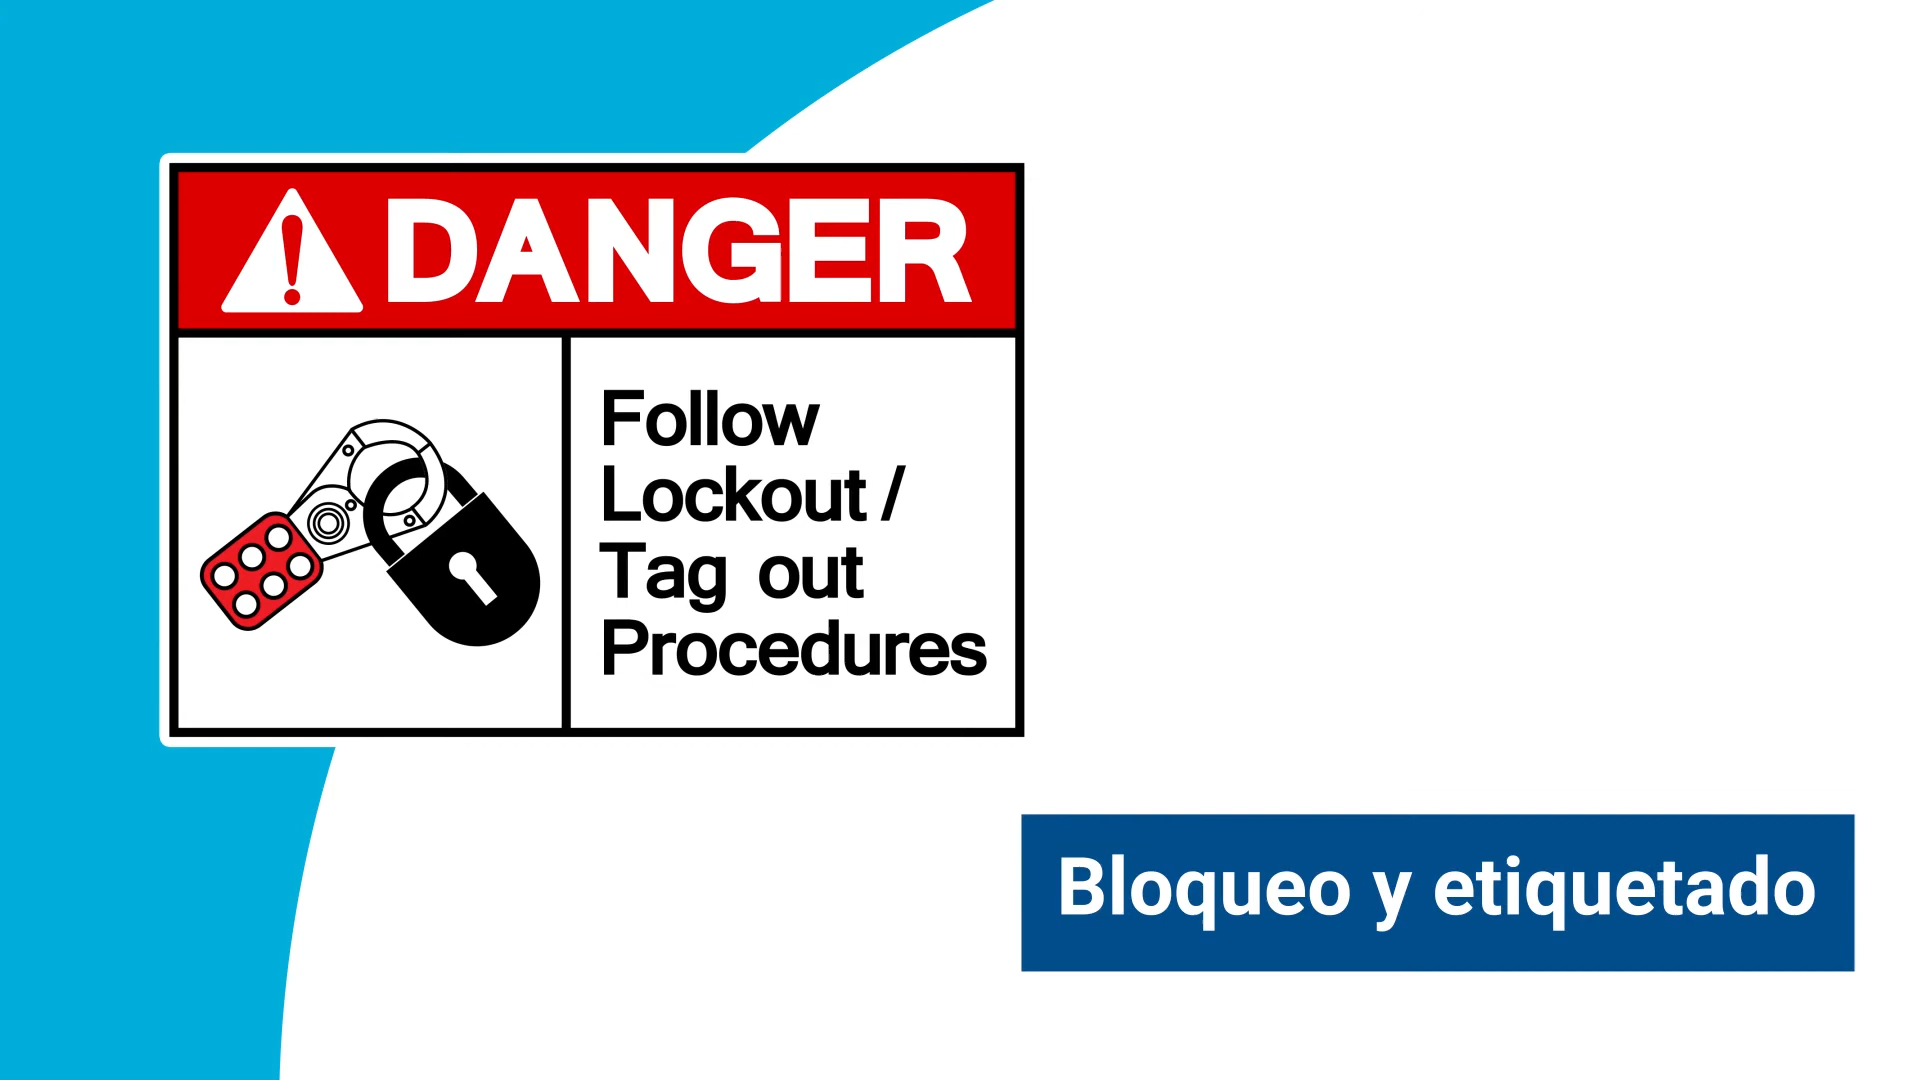 DANGER
Follow
Lockout /
Tag out
Procedures
Bloqueo y etiquetado